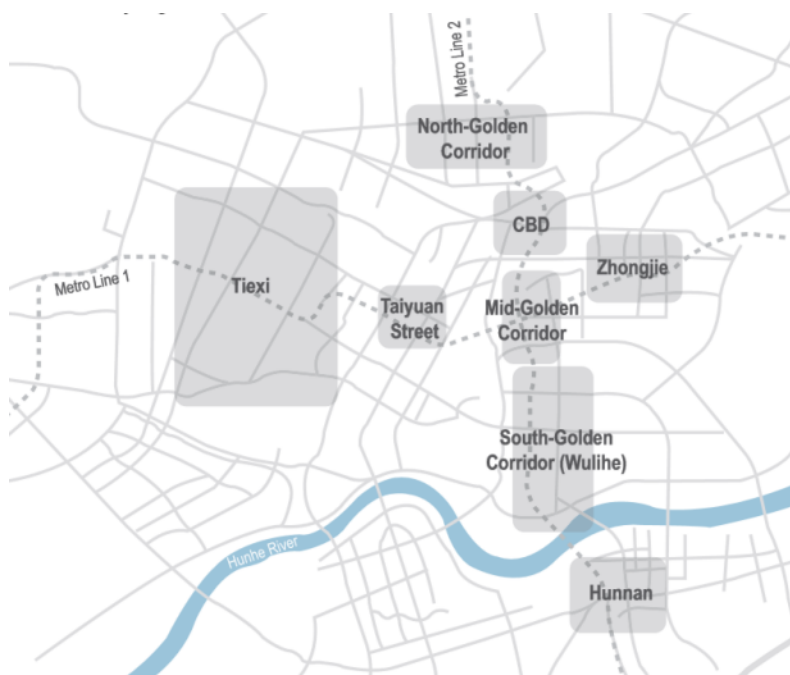 Metro Line 2
North-Golden
Corridor
CBD
Zhongjie
Metro Line 1
Tiexi
Taiyuan
Street
Mid-Golden
Corridor
South-Golden
Corridor (Wulihe)
Hunhe River
Hunnan